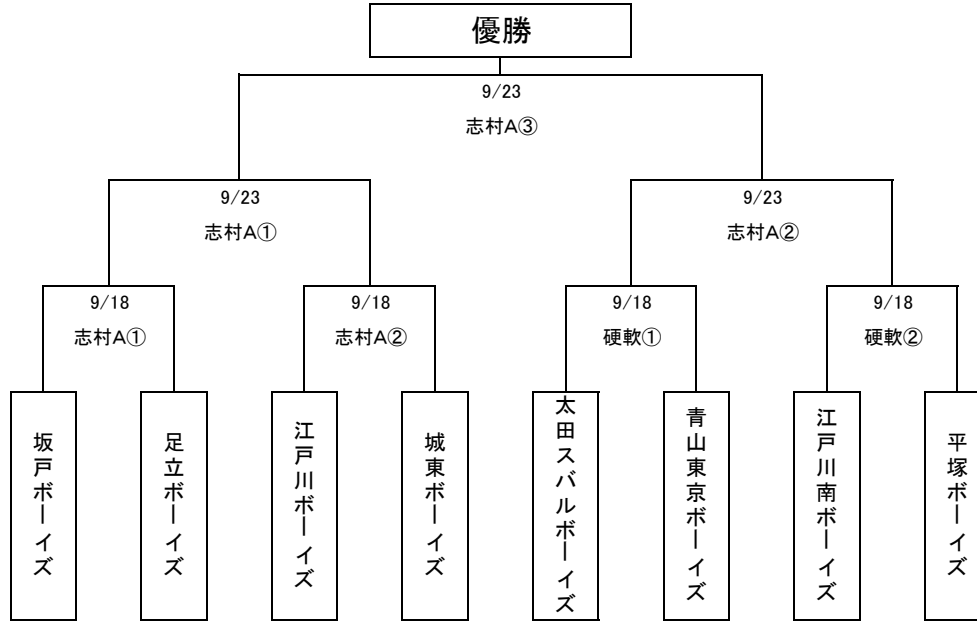 優勝
9/23
志村A③
9/23
志村A①
9/23
志村A②
9/18
志村A①
9/18
志村A②
9/18
硬軟①
9/18
硬軟②
坂戸ボーイズ
足立ボーイズ
江戸川ボーイズ
城東ボーイズ
太田スバルボーイズ
青山東京ボーイズ
江戸川南ボーイズ
平塚ボーイズ